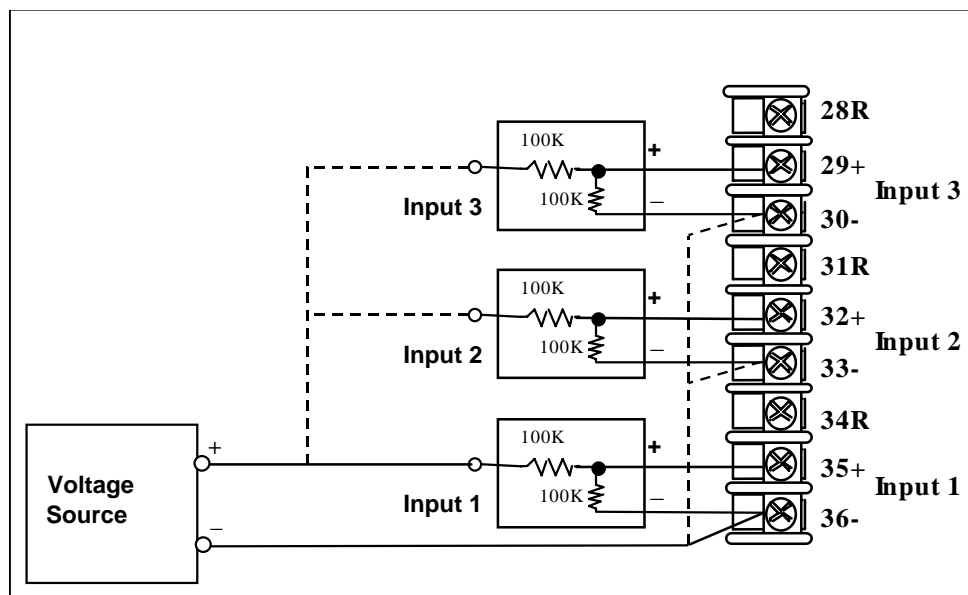 28R
100K
+
29+
Input 3
100K
–
Input 3
30-
31R
100K
+
32+
Input 2
100K
–
Input 2
33-
34R
100K
+
35+
Input 1
100K
–
Input 1
36-
+
Voltage
Source
–